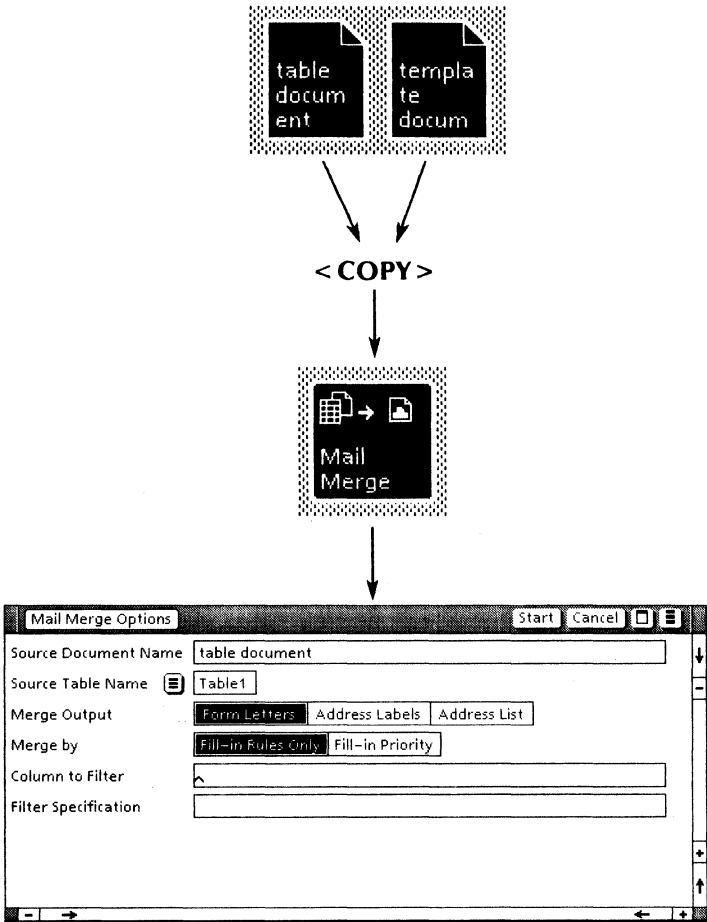 table
docum
ent
templa
te
docum
<COPY>
Mail
Merge
Mail Merge Options Start Cancel
Source Document Name table document
Source Table Name Table1
Merge Output Form Letters Address Labels Address List
Merge by Fill-in Rules Only Fill-in Priority
Column to Filter
Filter Specification